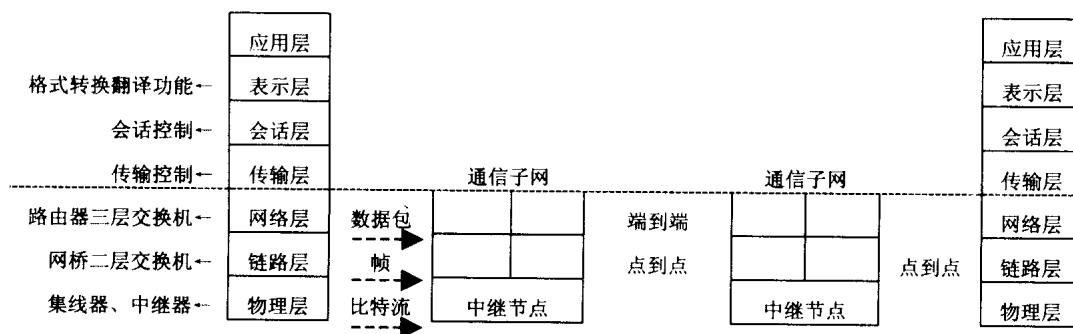 应用层 应用层
格式转换翻译功能 表示层 表示层
会话控制 会话层 会话层
传输控制 传输层 通信子网 通信子网 传输层
路由器三层交换机 网络层 数据包 端到端 网络层
网桥二层交换机 链路层 帧 点到点 点到点 链路层
集线器、中继器 物理层 比特流 中继节点 中继节点 物理层